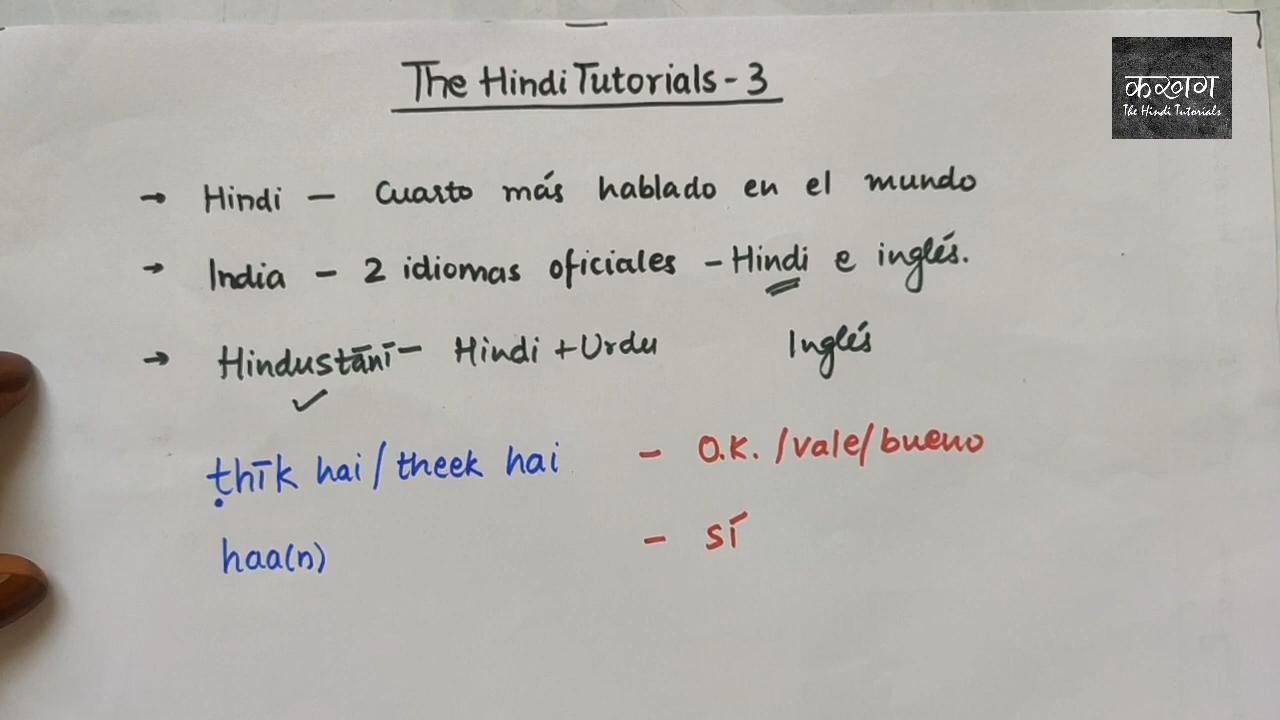 The Hindi Tutorials - 3
कखग
The Hindi Tutorials
→ Hindi — Cuarto más hablado en el mundo
→ India – 2 idiomas oficiales – Hindi e inglés.
→ Hindustānī – Hindi + Urdu Inglés
ṭhīk hai / theek hai – O.K. /vale/bueno
haa(n) – sí